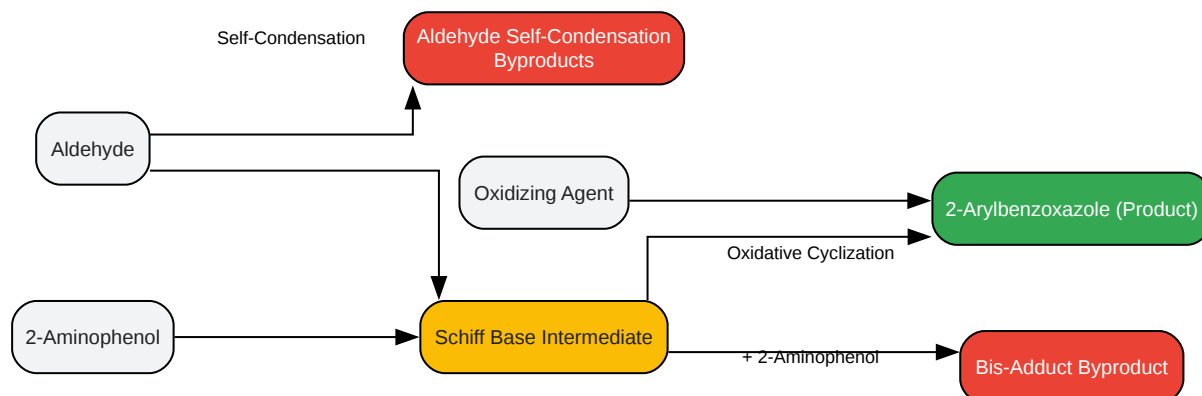 Self-Condensation
Aldehyde Self-Condensation
Byproducts
Aldehyde
Oxidizing Agent
2-Arylbenzoxazole (Product)
Oxidative Cyclization
2-Aminophenol
Schiff Base Intermediate
+ 2-Aminophenol
Bis-Adduct Byproduct